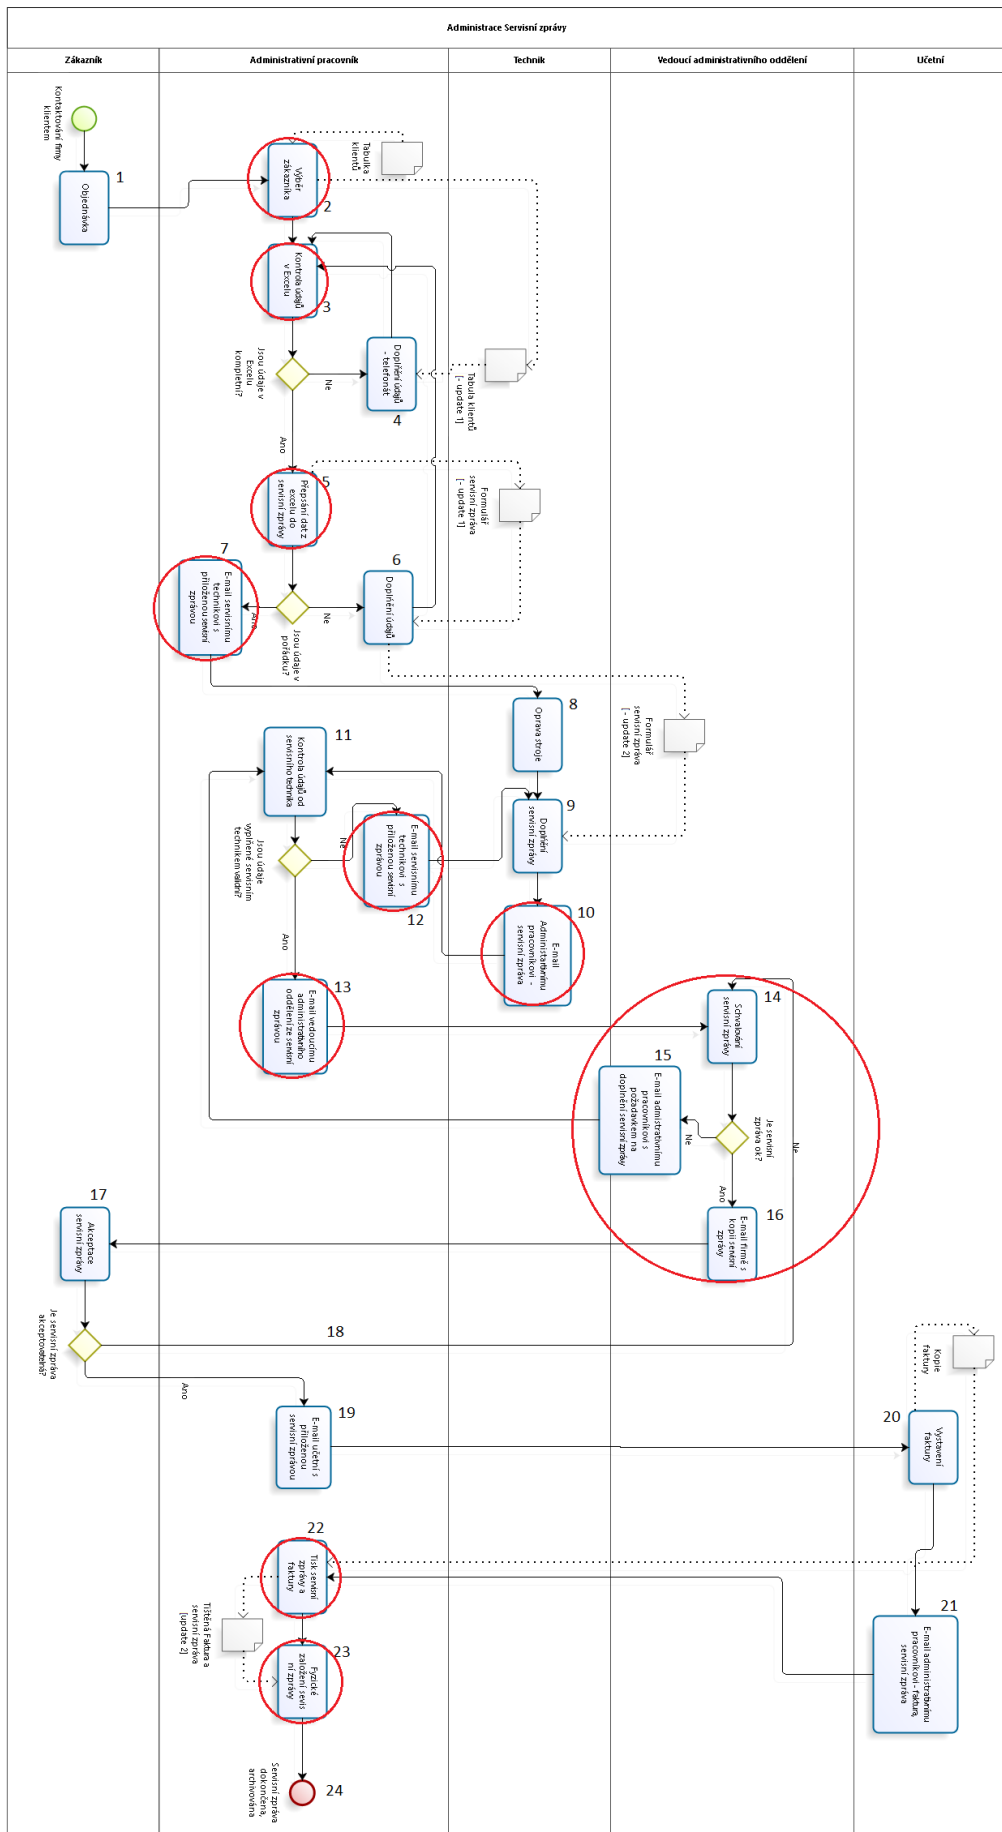 Administrace Servisní zprávy
Zákazník
Administrativní pracovník
Technik
Vedoucí administrativního oddělení
Učetní
Kontaktování firmy
klientem
1
Objednávka
Tabulka
klientů
Výběr
zákazníka
2
Kontrola údajů
v Excelu
3
Jsou údaje v
Excelu
kompletní?
Ne
Doplňění údajů
- telefonát
4
Tabula klientů
[- update 1]
Ano
5
Přepsání dat z
excelu do
servisní zprávy
Formulář
servisní zpráva
[- update 1]
7
E-mail servisnímu
technikovi s
přiloženou servisní
zprávou
Ano
Jsou údaje v
pořádku?
Ne
6
Doplňění údajů
8
Oprava stroje
Formulář
servisní zpráva
[- update 2]
11
Kontrola údajů od
servisního technika
9
Doplnění
servisní zprávy
Jsou údaje
vyplňené servisním
technikem validní?
Ne
E-mail servisnímu
technikovi s
přiloženou servisní
zprávou
12
10
E-mail
Administartivnímu
pracovníkovi -
servisní zpráva
Ano
13
E-mail vedoucímu
administrativního
oddělení ze servisní
zprávou
14
Schvalování
servisní zprávy
15
E-mail admistrativnímu
pracovníkovi s
požadavkem na
doplnění servisní zprávy
Ne
Je servisní
zpráva ok?
Ne
Ano
16
E-mail firmě s
kopií servisní
zprávy
17
Akceptace
servisní zprávy
Je servisní zpráva
akceptovatelná?
18
Ano
19
E-mail učetní s
přiloženou
servisní zprávou
Kopie
faktury
20
Vystavení
faktury
22
Tisk servisní
zprávy a
faktury
21
E-mail administrativnímu
pracovníkovi - faktura,
servisní zpráva
Tištěná Faktura a
servisní zpráva
[update 2]
23
Fyzické
založení sevis
ní zprávy
24
Servisní zpráva
dokončena,
archivována